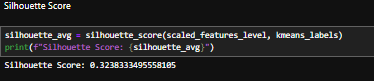 Silhouette Score
silhouette_avg = silhouette_score(scaled_features_level, kmeans_labels)
print(f"Silhouette Score: {silhouette_avg}")
Silhouette Score: 0.3238333495558105